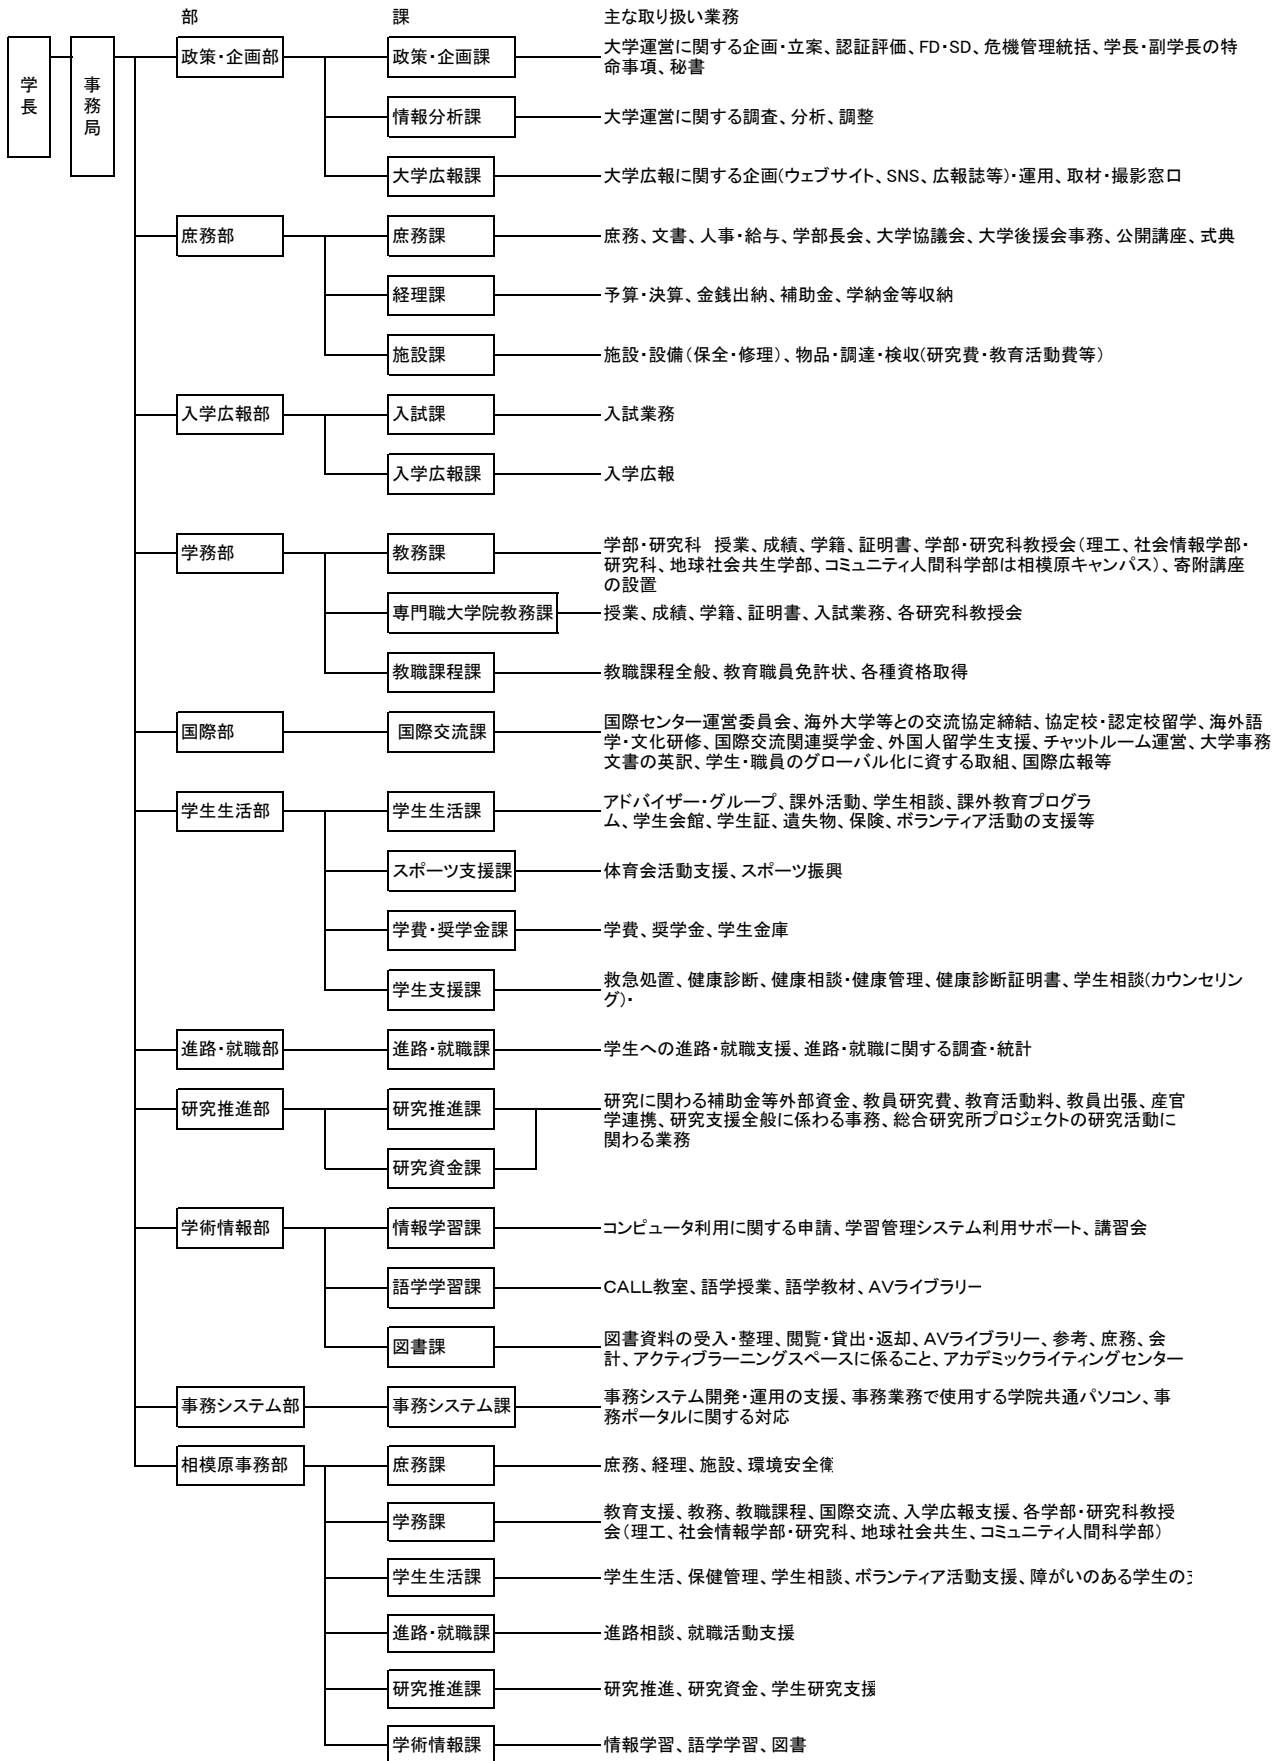 部 課 主な取り扱い業務
学長
事務局
政策・企画部
政策・企画課
大学運営に関する企画・立案、認証評価、FD・SD、危機管理統括、学長・副学長の特
命事項、秘書
情報分析課
大学運営に関する調査、分析、調整
大学広報課
大学広報に関する企画(ウェブサイト、SNS、広報誌等)・運用、取材・撮影窓口
庶務部
庶務課
庶務、文書、人事・給与、学部長会、大学協議会、大学後援会事務、公開講座、式典
経理課
予算・決算、金銭出納、補助金、学納金等収納
施設課
施設・設備(保全・修理)、物品・調達・検収(研究費・教育活動費等)
入学広報部
入試課
入試業務
入学広報課
入学広報
学務部
教務課
学部・研究科 授業、成績、学籍、証明書、学部・研究科教授会(理工、社会情報学部・
研究科、地球社会共生学部、コミュニティ人間科学部は相模原キャンパス)、寄附講座
の設置
専門職大学院教務課
授業、成績、学籍、証明書、入試業務、各研究科教授会
教職課程課
教職課程全般、教育職員免許状、各種資格取得
国際部
国際交流課
国際センター運営委員会、海外大学等との交流協定締結、協定校・認定校留学、海外語
学・文化研修、国際交流関連奨学金、外国人留学生支援、チャットルーム運営、大学事務
文書の英訳、学生・職員のグローバル化に資する取組、国際広報等
学生生活部
学生生活課
アドバイザー・グループ、課外活動、学生相談、課外教育プログラ
ム、学生会館、学生証、遺失物、保険、ボランティア活動の支援等
スポーツ支援課
体育会活動支援、スポーツ振興
学費・奨学金課
学費、奨学金、学生金庫
学生支援課
救急処置、健康診断、健康相談・健康管理、健康診断証明書、学生相談(カウンセリン
グ)・
進路・就職部
進路・就職課
学生への進路・就職支援、進路・就職に関する調査・統計
研究推進部
研究推進課
研究に関わる補助金等外部資金、教員研究費、教育活動料、教員出張、産官
学連携、研究支援全般に係わる事務、総合研究所プロジェクトの研究活動に
関わる業務
研究資金課
学術情報部
情報学習課
コンピュータ利用に関する申請、学習管理システム利用サポート、講習会
語学学習課
CALL教室、語学授業、語学教材、AVライブラリー
図書課
図書資料の受入・整理、閲覧・貸出・返却、AVライブラリー、参考、庶務、会
計、アクティブラーニングスペースに係ること、アカデミックライティングセンター
事務システム部
事務システム課
事務システム開発・運用の支援、事務業務で使用する学院共通パソコン、事
務ポータルに関する対応
相模原事務部
庶務課
庶務、経理、施設、環境安全衛
学務課
教育支援、教務、教職課程、国際交流、入学広報支援、各学部・研究科教授
会(理工、社会情報学部・研究科、地球社会共生、コミュニティ人間科学部)
学生生活課
学生生活、保健管理、学生相談、ボランティア活動支援、障がいのある学生の
進路・就職課
進路相談、就職活動支援
研究推進課
研究推進、研究資金、学生研究支援
学術情報課
情報学習、語学学習、図書